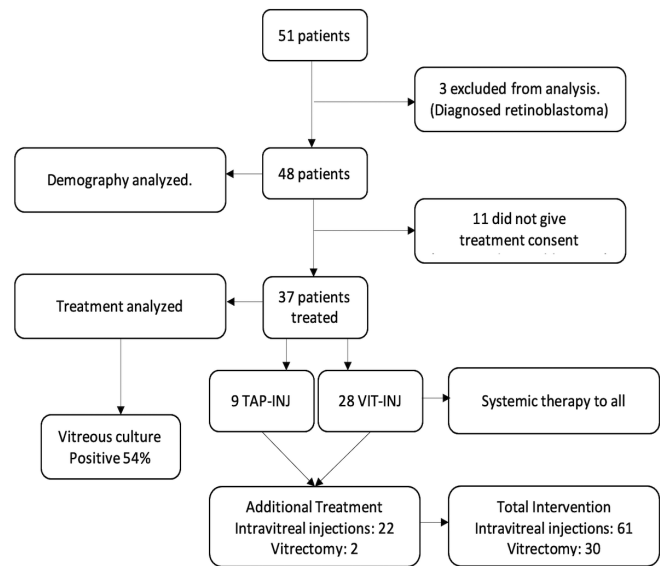 51 patients
3 excluded from analysis.
(Diagnosed retinoblastoma)
Demography analyzed.
48 patients
11 did not give
treatment consent
Treatment analyzed
37 patients
treated
9 TAP-INJ
28 VIT-INJ
Systemic therapy to all
Vitreous culture
Positive 54%
Additional Treatment
Intravitreal injections: 22
Vitrectomy: 2
Total Intervention
Intravitreal injections: 61
Vitrectomy: 30